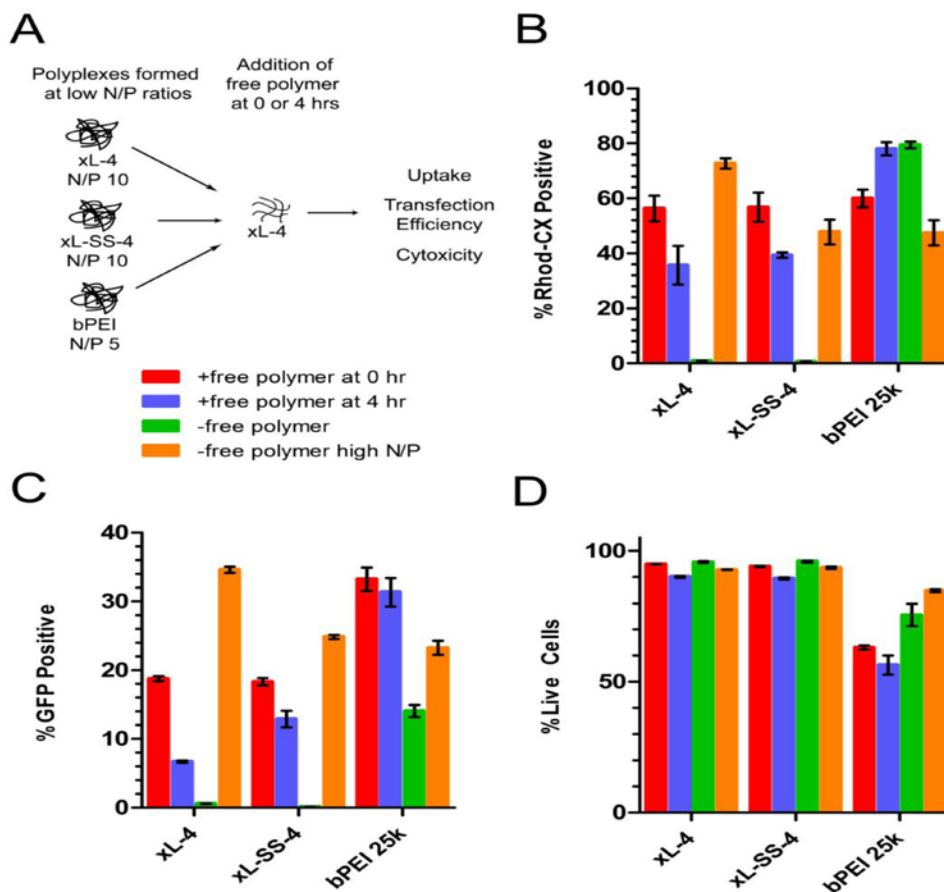 A
Polyplexes formed
at low N/P ratios
Addition of
free polymer
at 0 or 4 hrs
xL-4
N/P 10
xL-SS-4
N/P 10
bPEI
N/P 5
xL-4
Uptake
Transfection
Efficiency
Cytoxicity
+free polymer at 0 hr
+free polymer at 4 hr
-free polymer
-free polymer high N/P
B
%Rhod-CX Positive
100
80
60
40
20
0
xL-4
xL-SS-4
bPEI 25k
C
%GFP Positive
40
30
20
10
0
xL-4
xL-SS-4
bPEI 25k
D
%Live Cells
100
50
0
xL-4
xL-SS-4
bPEI 25k